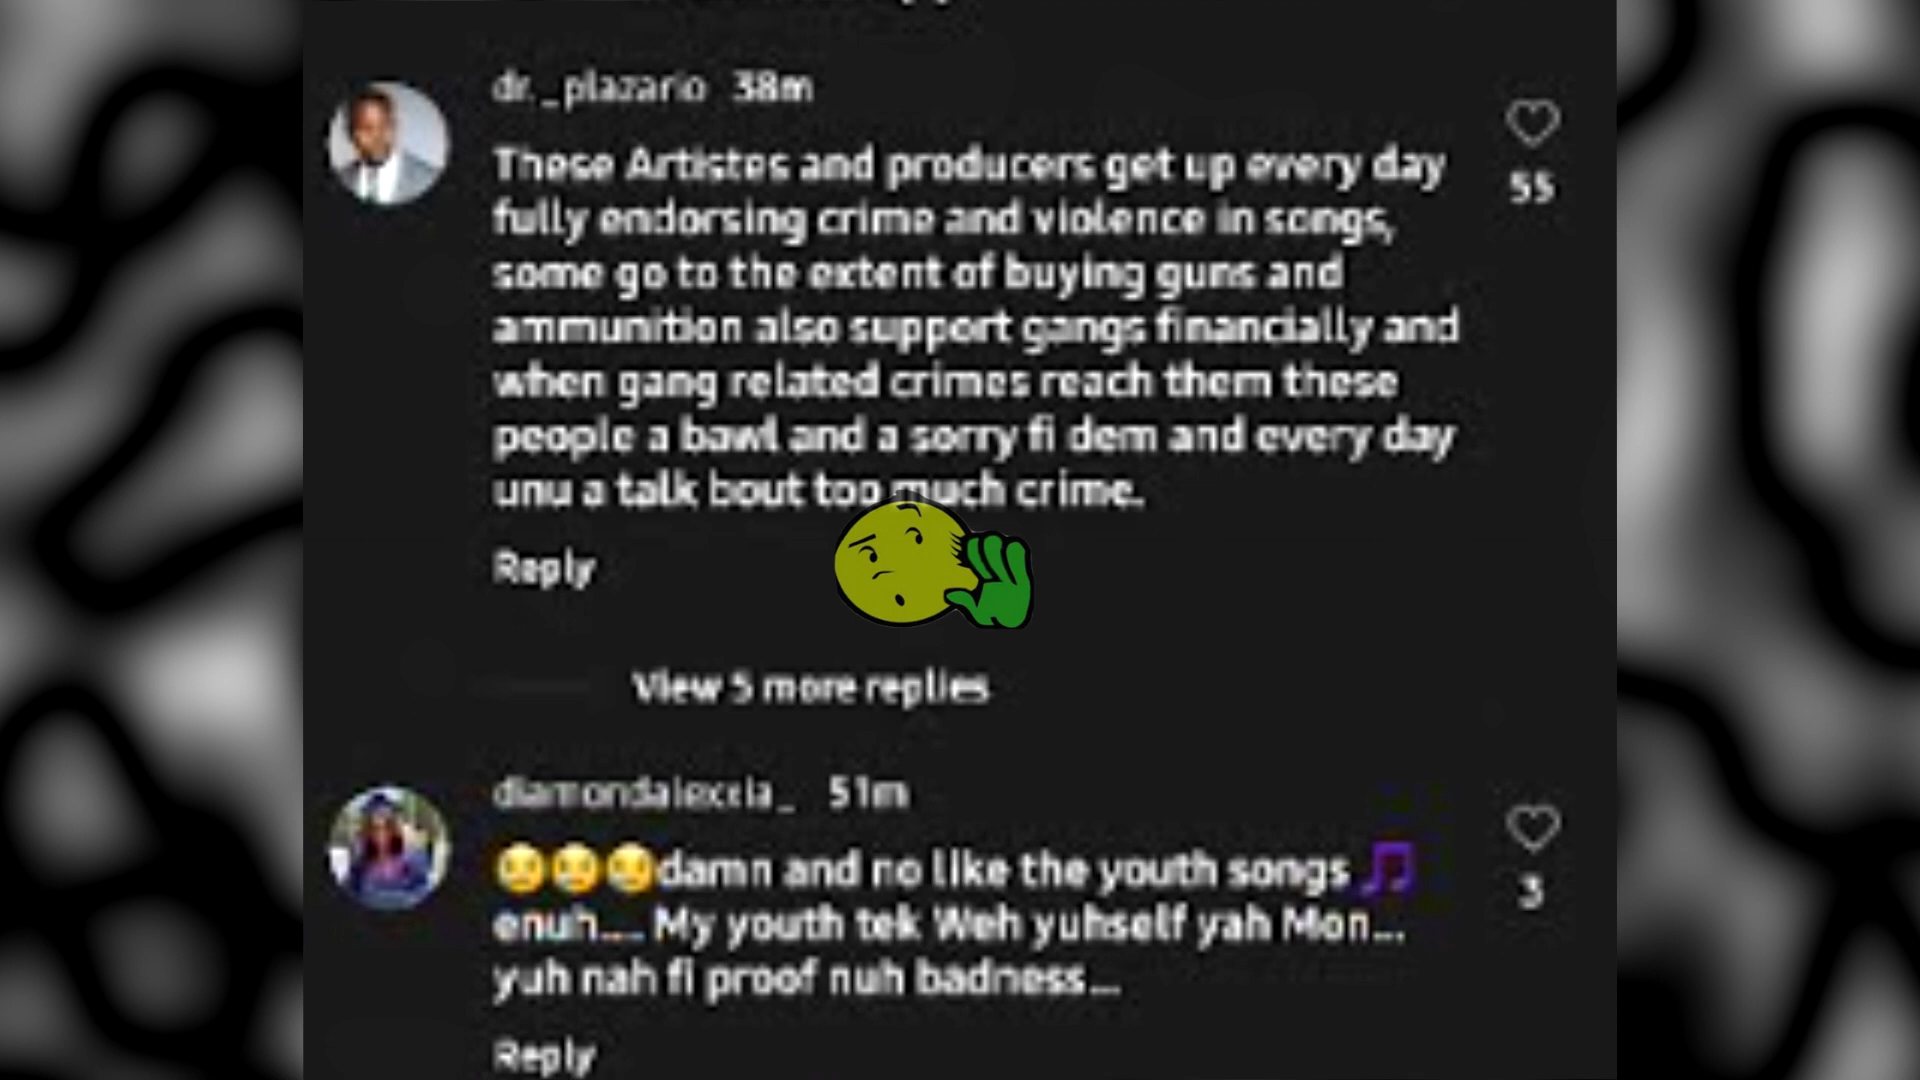 dr._plazario 38m
These Artistes and producers get up every day
fully endorsing crime and violence in songs,
some go to the extent of buying guns and
ammunition also support gangs financially and
when gang related crimes reach them these
people a bawl and a sorry fi dem and every day
unu a talk bout too much crime.
55
Reply
View 5 more replies
diamondalexxia_ 51m
😢😢😢damn and no like the youth songs 🎵
enuh.... My youth tek Weh yuhself yah Mon...
yuh nah fi proof nuh badness...
3
Reply